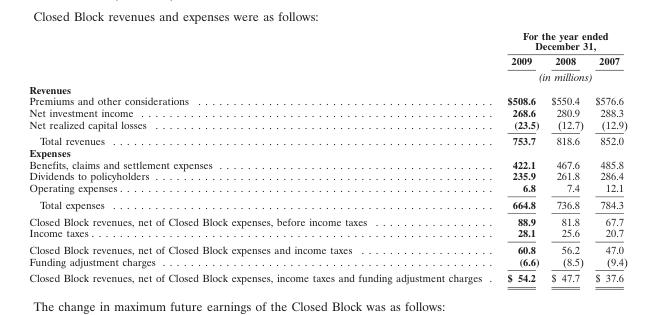 Closed Block revenues and expenses were as follows:
For the year ended
December 31,
2009 2008 2007
(in millions)
Revenues
Premiums and other considerations $508.6 $550.4 $576.6
Net investment income 268.6 280.9 288.3
Net realized capital losses (23.5) (12.7) (12.9)
Total revenues 753.7 818.6 852.0
Expenses
Benefits, claims and settlement expenses 422.1 467.6 485.8
Dividends to policyholders 235.9 261.8 286.4
Operating expenses 6.8 7.4 12.1
Total expenses 664.8 736.8 784.3
Closed Block revenues, net of Closed Block expenses, before income taxes 88.9 81.8 67.7
Income taxes 28.1 25.6 20.7
Closed Block revenues, net of Closed Block expenses and income taxes 60.8 56.2 47.0
Funding adjustment charges (6.6) (8.5) (9.4)
Closed Block revenues, net of Closed Block expenses, income taxes and funding adjustment charges . $ 54.2 $ 47.7 $ 37.6
The change in maximum future earnings of the Closed Block was as follows: